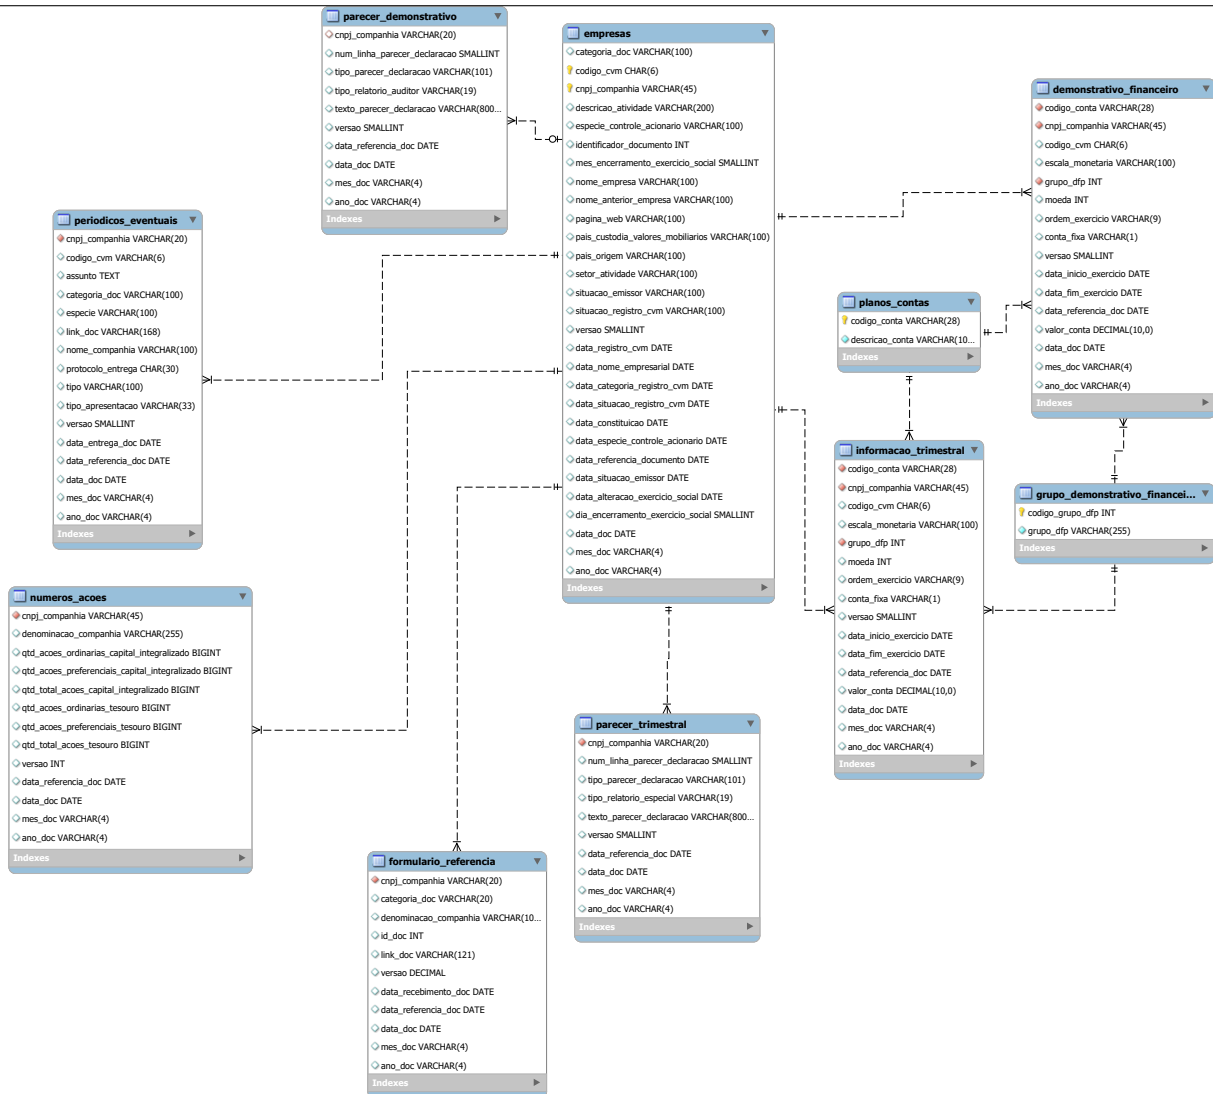 parecer_demonstrativo
cnpj_companhia VARCHAR(20)
num_linha_parecer_declaracao SMALLINT
tipo_parecer_declaracao VARCHAR(101)
tipo_relatorio_auditor VARCHAR(19)
texto_parecer_declaracao VARCHAR(800...
versao SMALLINT
data_referencia_doc DATE
data_doc DATE
mes_doc VARCHAR(4)
ano_doc VARCHAR(4)
Indexes
empresas
categoria_doc VARCHAR(100)
codigo_cvm CHAR(6)
cnpj_companhia VARCHAR(45)
descricao_atividade VARCHAR(200)
especie_controle_acionario VARCHAR(100)
identificador_documento INT
mes_encerramento_exercicio_social SMALLINT
nome_empresa VARCHAR(100)
nome_anterior_empresa VARCHAR(100)
pagina_web VARCHAR(100)
pais_custodia_valores_mobiliarios VARCHAR(100)
pais_origem VARCHAR(100)
setor_atividade VARCHAR(100)
situacao_emissor VARCHAR(100)
situacao_registro_cvm VARCHAR(100)
versao SMALLINT
data_registro_cvm DATE
data_nome_empresarial DATE
data_categoria_registro_cvm DATE
data_situacao_registro_cvm DATE
data_constituicao DATE
data_especie_controle_acionario DATE
data_referencia_documento DATE
data_situacao_emissor DATE
data_alteracao_exercicio_social DATE
dia_encerramento_exercicio_social SMALLINT
data_doc DATE
mes_doc VARCHAR(4)
ano_doc VARCHAR(4)
Indexes
demonstrativo_financeiro
codigo_conta VARCHAR(28)
cnpj_companhia VARCHAR(45)
codigo_cvm CHAR(6)
escala_monetaria VARCHAR(100)
grupo_dfp INT
moeda INT
ordem_exercicio VARCHAR(9)
conta_fixa VARCHAR(1)
versao SMALLINT
data_inicio_exercicio DATE
data_fim_exercicio DATE
data_referencia_doc DATE
valor_conta DECIMAL(10,0)
data_doc DATE
mes_doc VARCHAR(4)
ano_doc VARCHAR(4)
Indexes
periodicos_eventuais
cnpj_companhia VARCHAR(20)
codigo_cvm VARCHAR(6)
assunto TEXT
categoria_doc VARCHAR(100)
especie VARCHAR(100)
link_doc VARCHAR(168)
nome_companhia VARCHAR(100)
protocolo_entrega CHAR(30)
tipo VARCHAR(100)
tipo_apresentacao VARCHAR(33)
versao SMALLINT
data_entrega_doc DATE
data_referencia_doc DATE
data_doc DATE
mes_doc VARCHAR(4)
ano_doc VARCHAR(4)
Indexes
planos_contas
codigo_conta VARCHAR(28)
descricao_conta VARCHAR(10...
Indexes
informacao_trimestral
codigo_conta VARCHAR(28)
cnpj_companhia VARCHAR(45)
codigo_cvm CHAR(6)
escala_monetaria VARCHAR(100)
grupo_dfp INT
moeda INT
ordem_exercicio VARCHAR(9)
conta_fixa VARCHAR(1)
versao SMALLINT
data_inicio_exercicio DATE
data_fim_exercicio DATE
data_referencia_doc DATE
valor_conta DECIMAL(10,0)
data_doc DATE
mes_doc VARCHAR(4)
ano_doc VARCHAR(4)
Indexes
grupo_demonstrativo_financei...
codigo_grupo_dfp INT
grupo_dfp VARCHAR(255)
Indexes
numeros_acoes
cnpj_companhia VARCHAR(45)
denominacao_companhia VARCHAR(255)
qtd_acoes_ordinarias_capital_integralizado BIGINT
qtd_acoes_preferenciais_capital_integralizado BIGINT
qtd_total_acoes_capital_integralizado BIGINT
qtd_acoes_ordinarias_tesouro BIGINT
qtd_acoes_preferenciais_tesouro BIGINT
qtd_total_acoes_tesouro BIGINT
versao INT
data_referencia_doc DATE
data_doc DATE
mes_doc VARCHAR(4)
ano_doc VARCHAR(4)
Indexes
parecer_trimestral
cnpj_companhia VARCHAR(20)
num_linha_parecer_declaracao SMALLINT
tipo_parecer_declaracao VARCHAR(101)
tipo_relatorio_especial VARCHAR(19)
texto_parecer_declaracao VARCHAR(800...
versao SMALLINT
data_referencia_doc DATE
data_doc DATE
mes_doc VARCHAR(4)
ano_doc VARCHAR(4)
Indexes
formulario_referencia
cnpj_companhia VARCHAR(20)
categoria_doc VARCHAR(20)
denominacao_companhia VARCHAR(10...
id_doc INT
link_doc VARCHAR(121)
versao DECIMAL
data_recebimento_doc DATE
data_referencia_doc DATE
data_doc DATE
mes_doc VARCHAR(4)
ano_doc VARCHAR(4)
Indexes